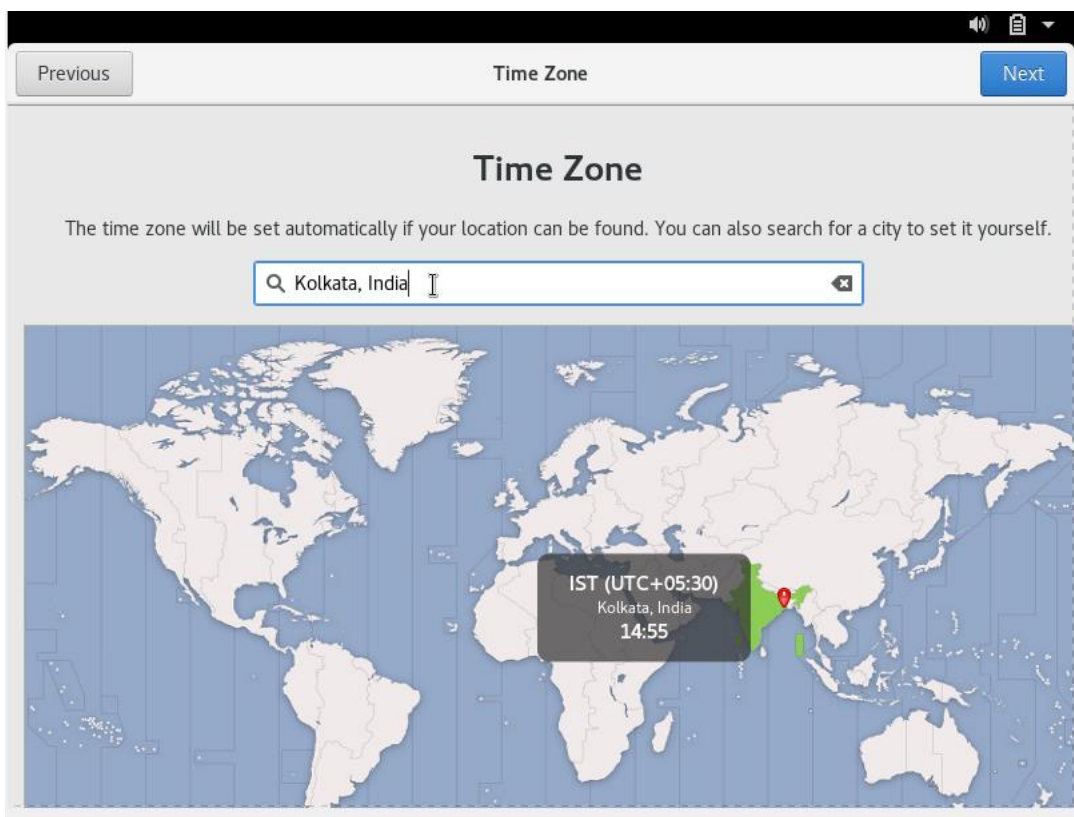 Previous
Time Zone
Next
Time Zone
The time zone will be set automatically if your location can be found. You can also search for a city to set it yourself.
Kolkata, India
IST (UTC+05:30)
Kolkata, India
14:55